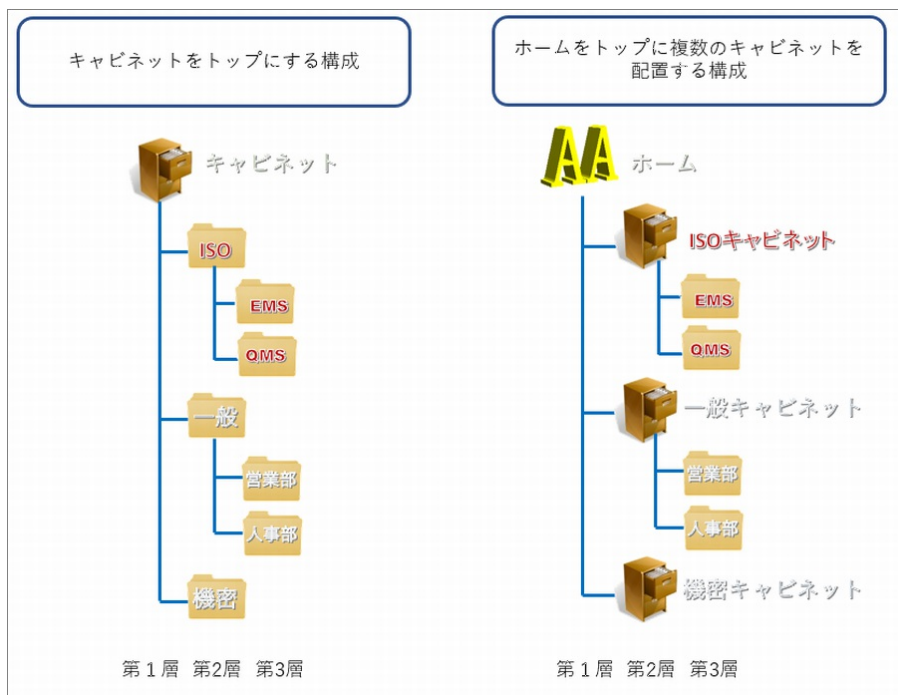 キャビネットをトップにする構成
キャビネット
ISO
EMS
QMS
一般
営業部
人事部
機密
第１層 第2層 第3層
ホームをトップに複数のキャビネットを
配置する構成
AA ホーム
ISOキャビネット
EMS
QMS
一般キャビネット
営業部
人事部
機密キャビネット
第１層 第2層 第3層